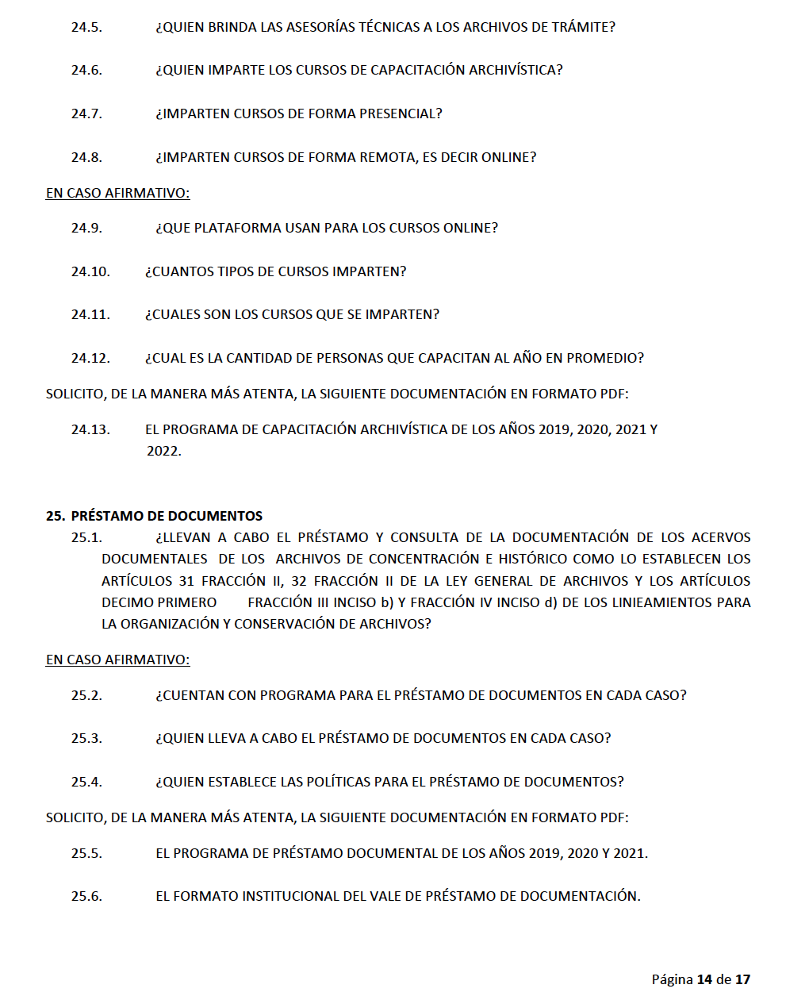 24.5. ¿QUIEN BRINDA LAS ASESORÍAS TÉCNICAS A LOS ARCHIVOS DE TRÁMITE?
24.6. ¿QUIEN IMPARTE LOS CURSOS DE CAPACITACIÓN ARCHIVÍSTICA?
24.7. ¿IMPARTEN CURSOS DE FORMA PRESENCIAL?
24.8. ¿IMPARTEN CURSOS DE FORMA REMOTA, ES DECIR ONLINE?
EN CASO AFIRMATIVO:
24.9. ¿QUE PLATAFORMA USAN PARA LOS CURSOS ONLINE?
24.10. ¿CUANTOS TIPOS DE CURSOS IMPARTEN?
24.11. ¿CUALES SON LOS CURSOS QUE SE IMPARTEN?
24.12. ¿CUAL ES LA CANTIDAD DE PERSONAS QUE CAPACITAN AL AÑO EN PROMEDIO?
SOLICITO, DE LA MANERA MÁS ATENTA, LA SIGUIENTE DOCUMENTACIÓN EN FORMATO PDF:
24.13. EL PROGRAMA DE CAPACITACIÓN ARCHIVÍSTICA DE LOS AÑOS 2019, 2020, 2021 Y
2022.
25. PRÉSTAMO DE DOCUMENTOS
25.1. ¿LLEVAN A CABO EL PRÉSTAMO Y CONSULTA DE LA DOCUMENTACIÓN DE LOS ACERVOS
DOCUMENTALES DE LOS ARCHIVOS DE CONCENTRACIÓN E HISTÓRICO COMO LO ESTABLECEN LOS
ARTÍCULOS 31 FRACCIÓN II, 32 FRACCIÓN II DE LA LEY GENERAL DE ARCHIVOS Y LOS ARTÍCULOS
DECIMO PRIMERO FRACCIÓN III INCISO b) Y FRACCIÓN IV INCISO d) DE LOS LINIEAMIENTOS PARA
LA ORGANIZACIÓN Y CONSERVACIÓN DE ARCHIVOS?
EN CASO AFIRMATIVO:
25.2. ¿CUENTAN CON PROGRAMA PARA EL PRÉSTAMO DE DOCUMENTOS EN CADA CASO?
25.3. ¿QUIEN LLEVA A CABO EL PRÉSTAMO DE DOCUMENTOS EN CADA CASO?
25.4. ¿QUIEN ESTABLECE LAS POLÍTICAS PARA EL PRÉSTAMO DE DOCUMENTOS?
SOLICITO, DE LA MANERA MÁS ATENTA, LA SIGUIENTE DOCUMENTACIÓN EN FORMATO PDF:
25.5. EL PROGRAMA DE PRÉSTAMO DOCUMENTAL DE LOS AÑOS 2019, 2020 Y 2021.
25.6. EL FORMATO INSTITUCIONAL DEL VALE DE PRÉSTAMO DE DOCUMENTACIÓN.
Página 14 de 17